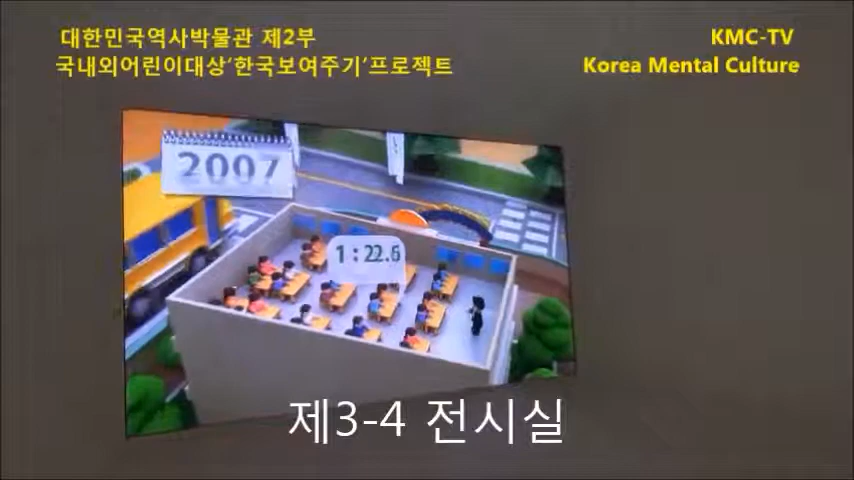 대한민국역사박물관 제2부
국내외어린이대상'한국보여주기'프로젝트
KMC-TV
Korea Mental Culture
2007
1:22.6
제3-4 전시실